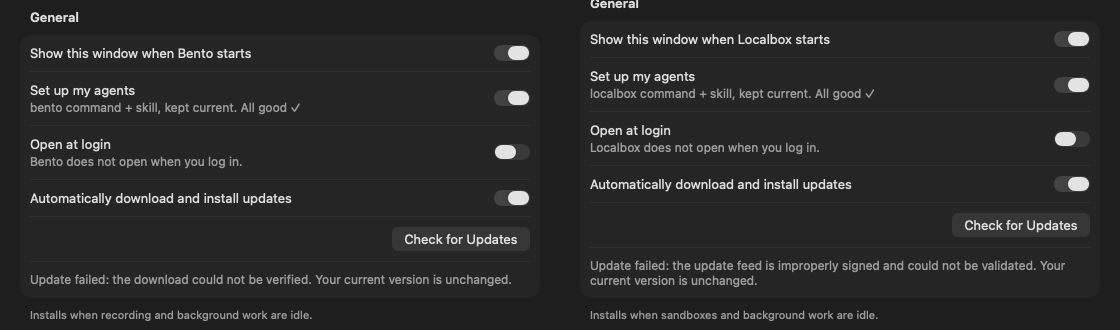 General
Show this window when Bento starts
Set up my agents
bento command + skill, kept current. All good ✓
Open at login
Bento does not open when you log in.
Automatically download and install updates
Check for Updates
Update failed: the download could not be verified. Your current version is unchanged.
Installs when recording and background work are idle.
General
Show this window when Localbox starts
Set up my agents
localbox command + skill, kept current. All good ✓
Open at login
Localbox does not open when you log in.
Automatically download and install updates
Check for Updates
Update failed: the update feed is improperly signed and could not be validated. Your
current version is unchanged.
Installs when sandboxes and background work are idle.